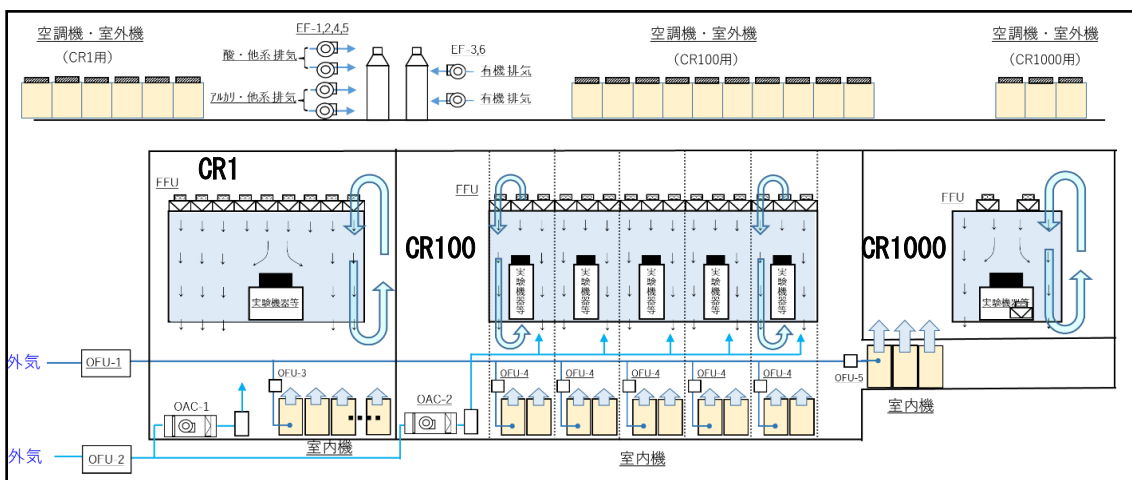 空調機・室外機
(CR1用)
EF-1,2,4,5
酸・他系排気
アルカリ・他系排気
EF-3,6
有機排気
有機排気
空調機・室外機
(CR100用)
空調機・室外機
(CR1000用)
CR1
FFU
実験機器等
CR100
FFU
実験機器等
実験機器等
実験機器等
実験機器等
実験機器等
CR1000
FFU
実験機器等
外気
OFU-1
OFU-3
OFU-4
OFU-4
OFU-4
OFU-4
OFU-4
OFU-5
OAC-1
OAC-2
室内機
室内機
室内機
外気
OFU-2